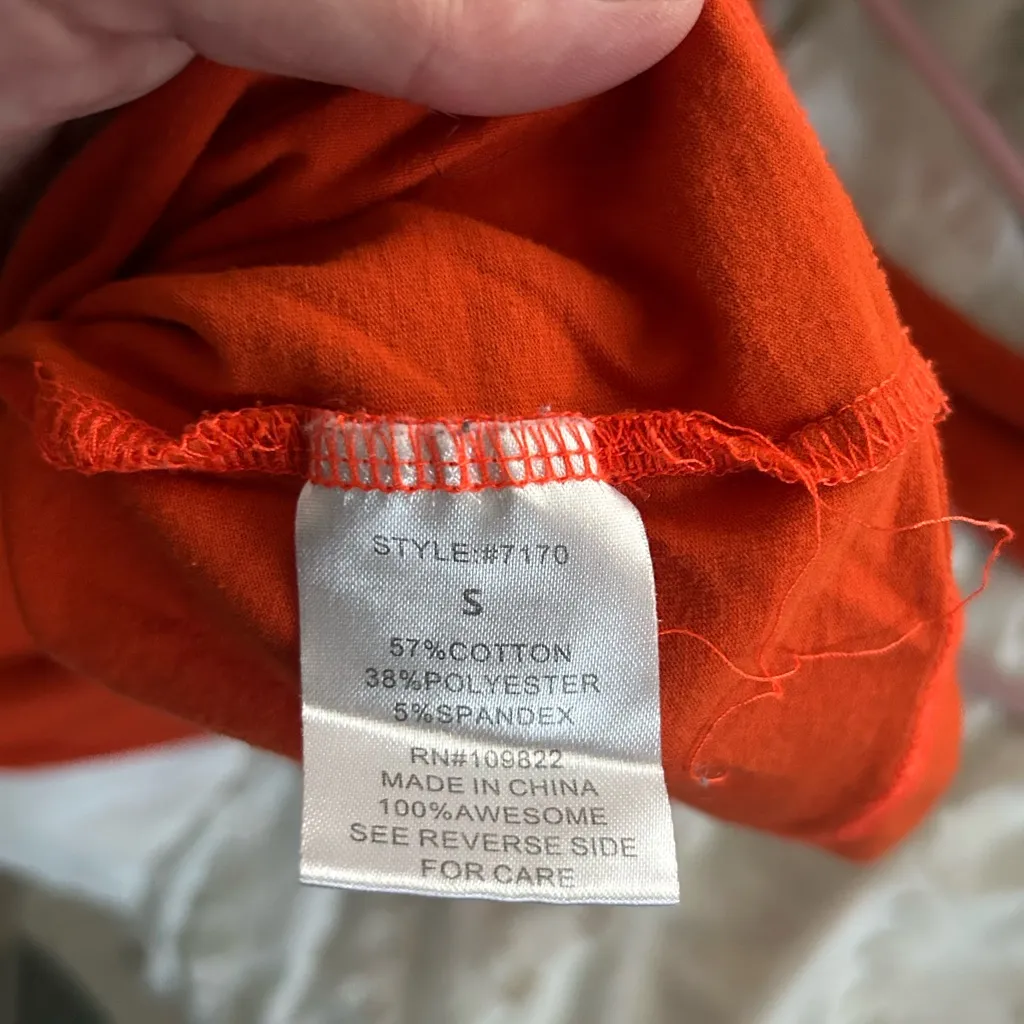 STYLE:#7170
S
57%COTTON
38%POLYESTER
5%SPANDEX
RN#109822
MADE IN CHINA
100%AWESOME
SEE REVERSE SIDE
FOR CARE